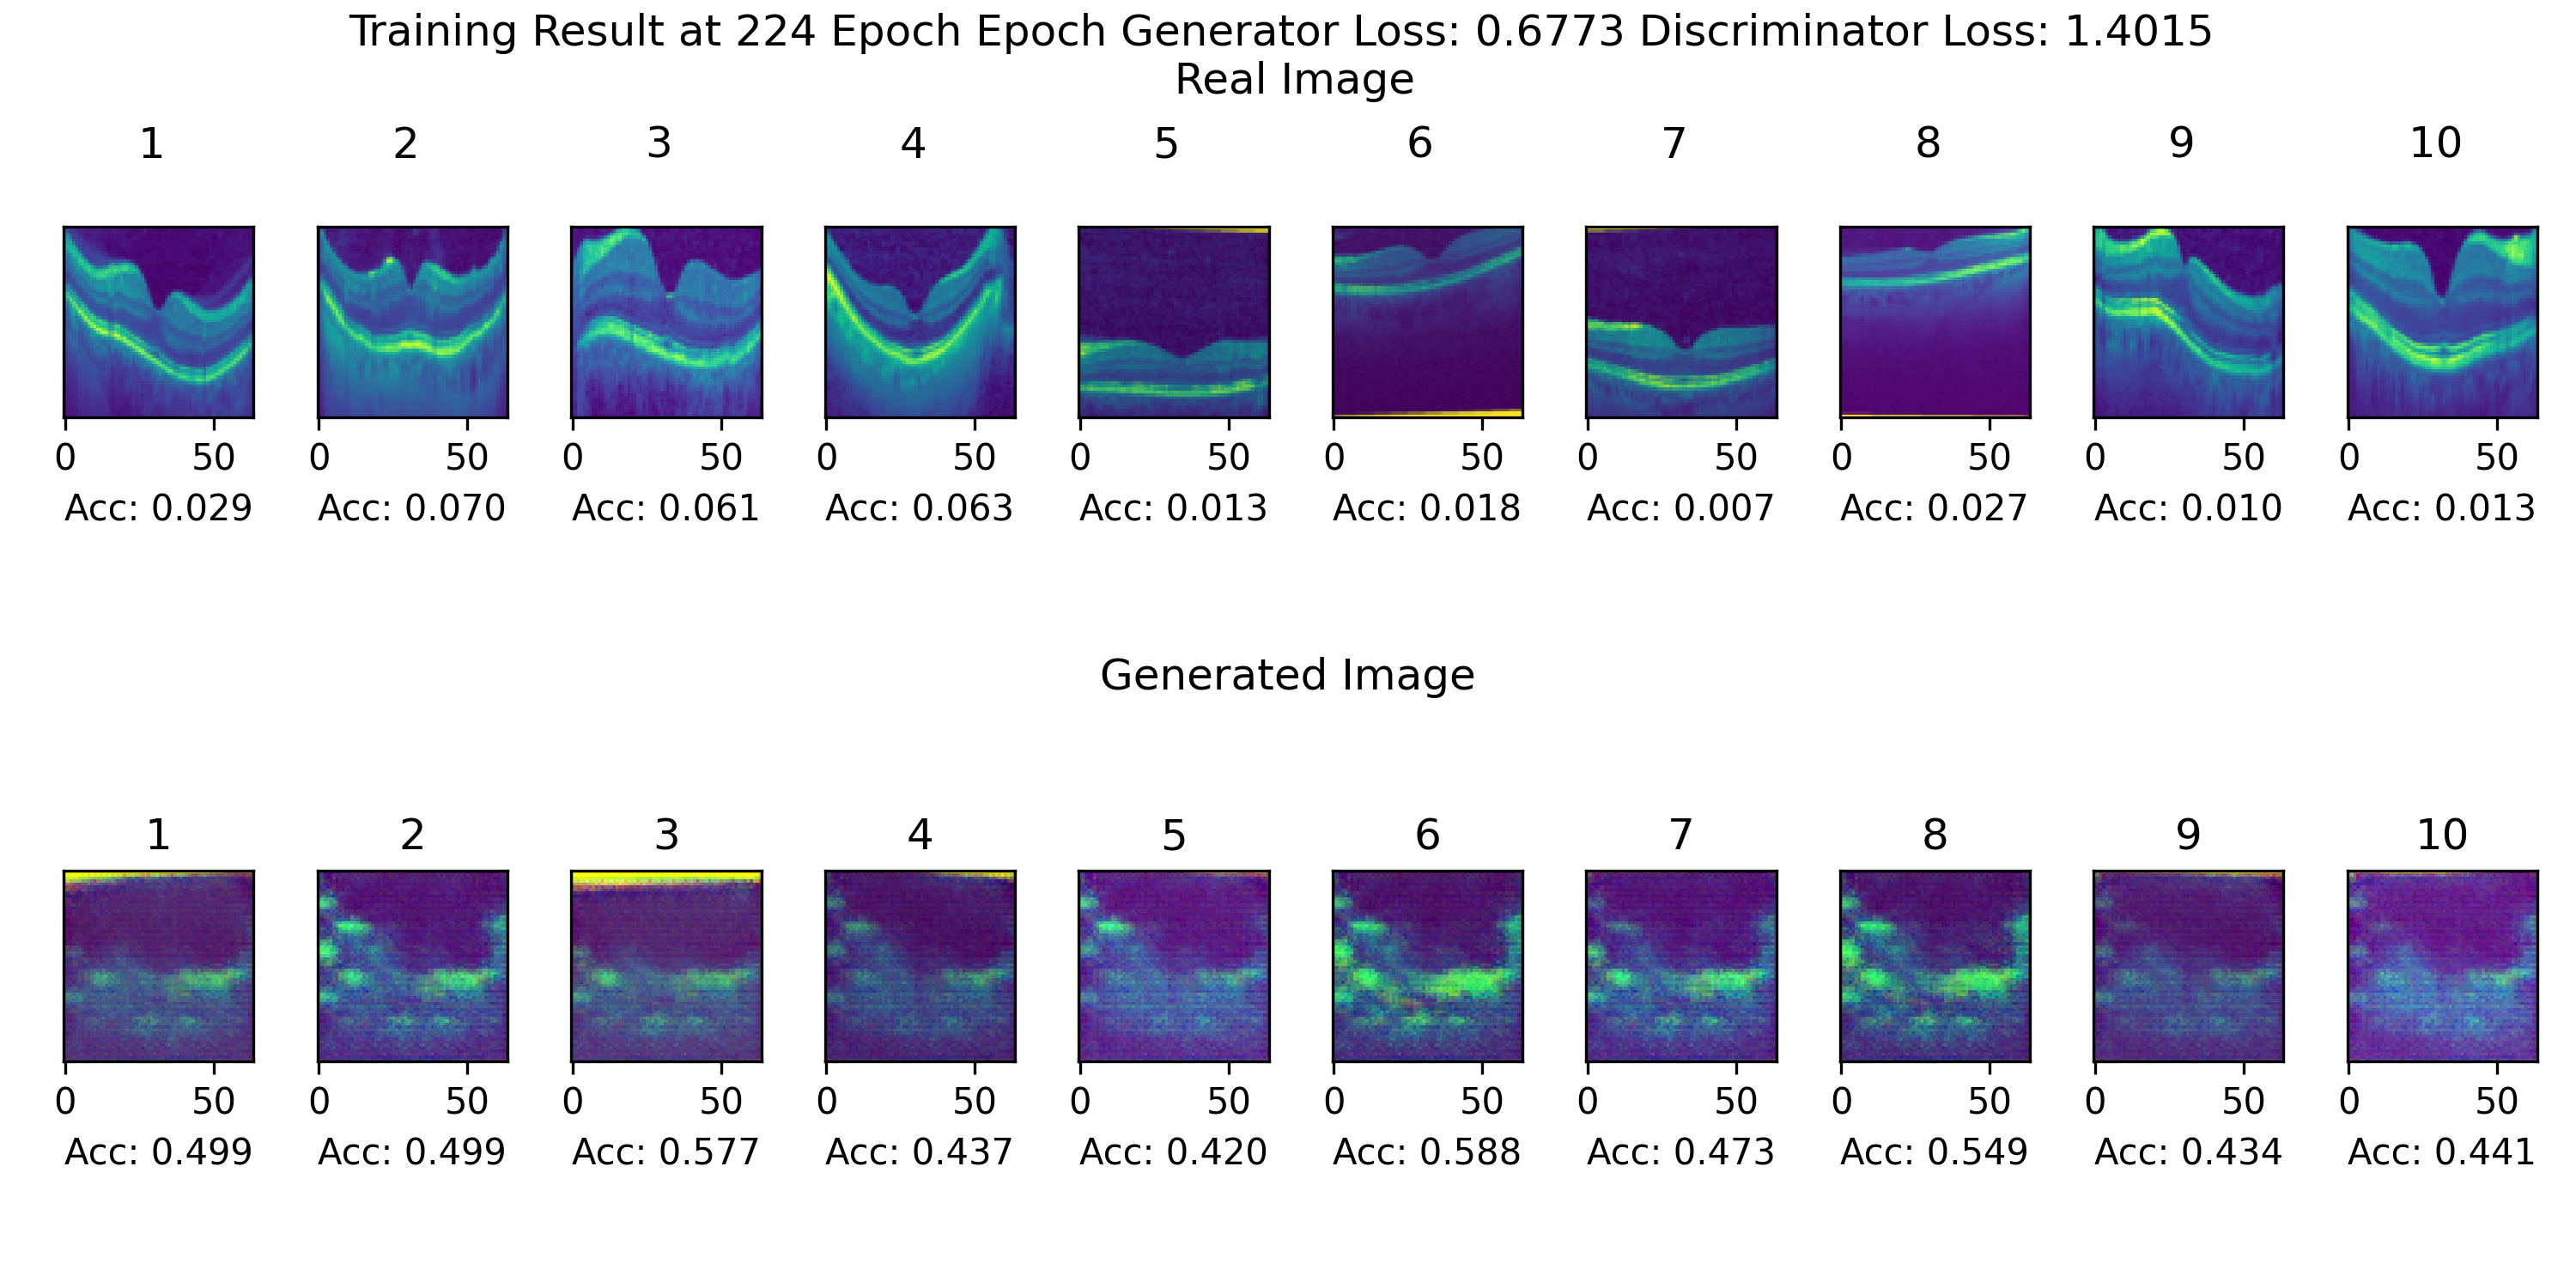 Training Result at 224 Epoch Epoch Generator Loss: 0.6773 Discriminator Loss: 1.4015
Real Image
1 2 3 4 5 6 7 8 9 10
0 50 0 50 0 50 0 50 0 50 0 50 0 50 0 50 0 50 0 50
Acc: 0.029 Acc: 0.070 Acc: 0.061 Acc: 0.063 Acc: 0.013 Acc: 0.018 Acc: 0.007 Acc: 0.027 Acc: 0.010 Acc: 0.013
Generated Image
1 2 3 4 5 6 7 8 9 10
0 50 0 50 0 50 0 50 0 50 0 50 0 50 0 50 0 50 0 50
Acc: 0.499 Acc: 0.499 Acc: 0.577 Acc: 0.437 Acc: 0.420 Acc: 0.588 Acc: 0.473 Acc: 0.549 Acc: 0.434 Acc: 0.441